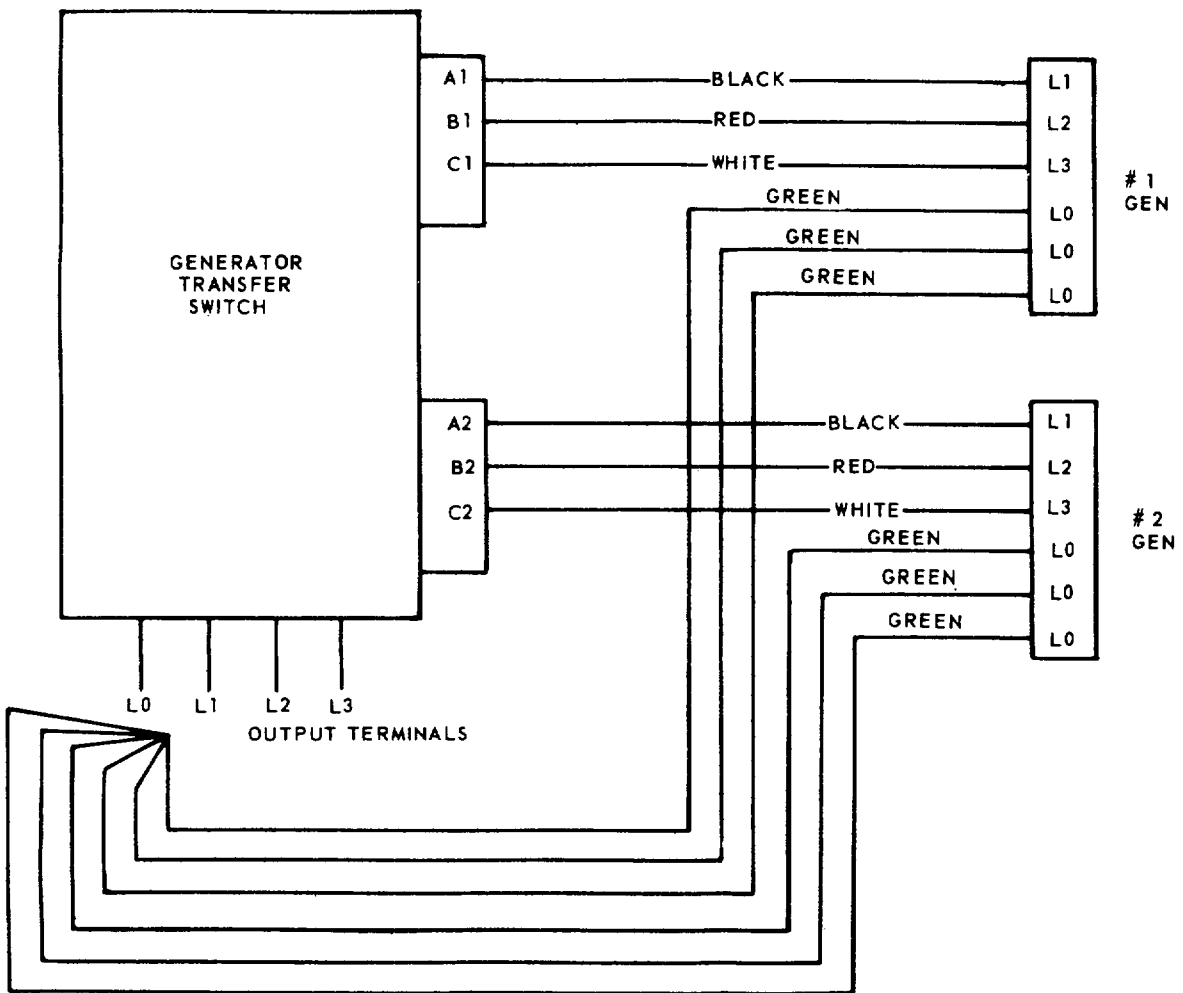 GENERATOR
TRANSFER
SWITCH
A1
B1
C1
BLACK
RED
WHITE
GREEN
GREEN
GREEN
L1
L2
L3
L0
L0
L0
# 1
GEN
A2
B2
C2
BLACK
RED
WHITE
GREEN
GREEN
GREEN
L1
L2
L3
L0
L0
L0
# 2
GEN
L0 L1 L2 L3
OUTPUT TERMINALS